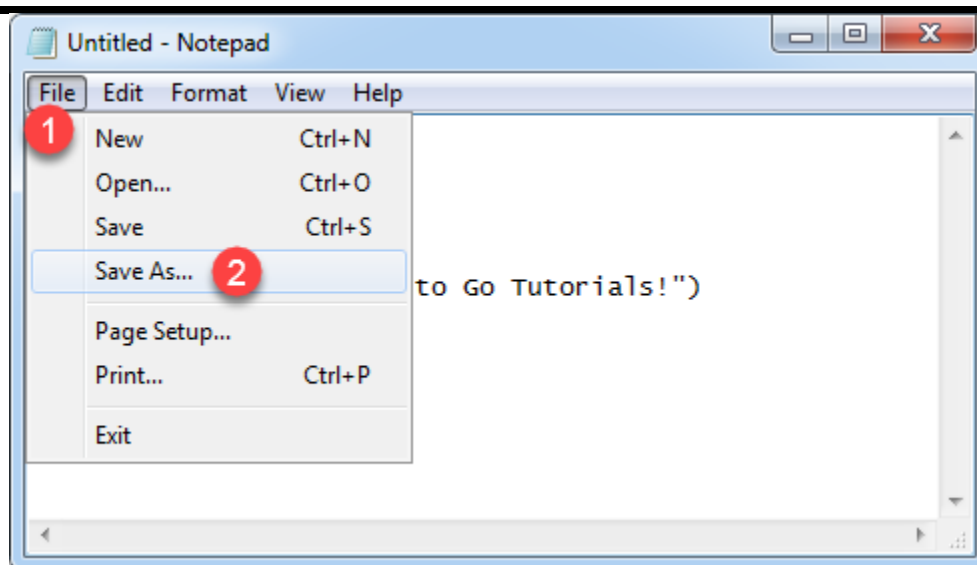 Untitled - Notepad
File Edit Format View Help
1
New Ctrl+N
Open... Ctrl+O
Save Ctrl+S
Save As... 2
to Go Tutorials!")
Page Setup...
Print... Ctrl+P
Exit